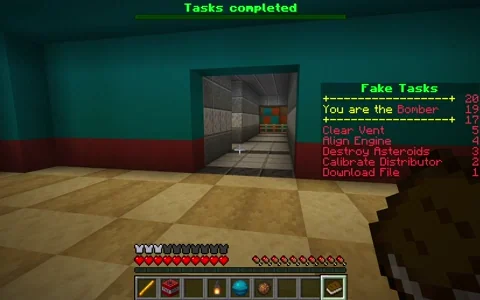 Tasks completed
Fake Tasks
+------------------+ 20
You are the Bomber 19
+------------------+ 17
Clear Vent 5
Align Engine 4
Destroy Asteroids 3
Calibrate Distributor 2
Download File 1